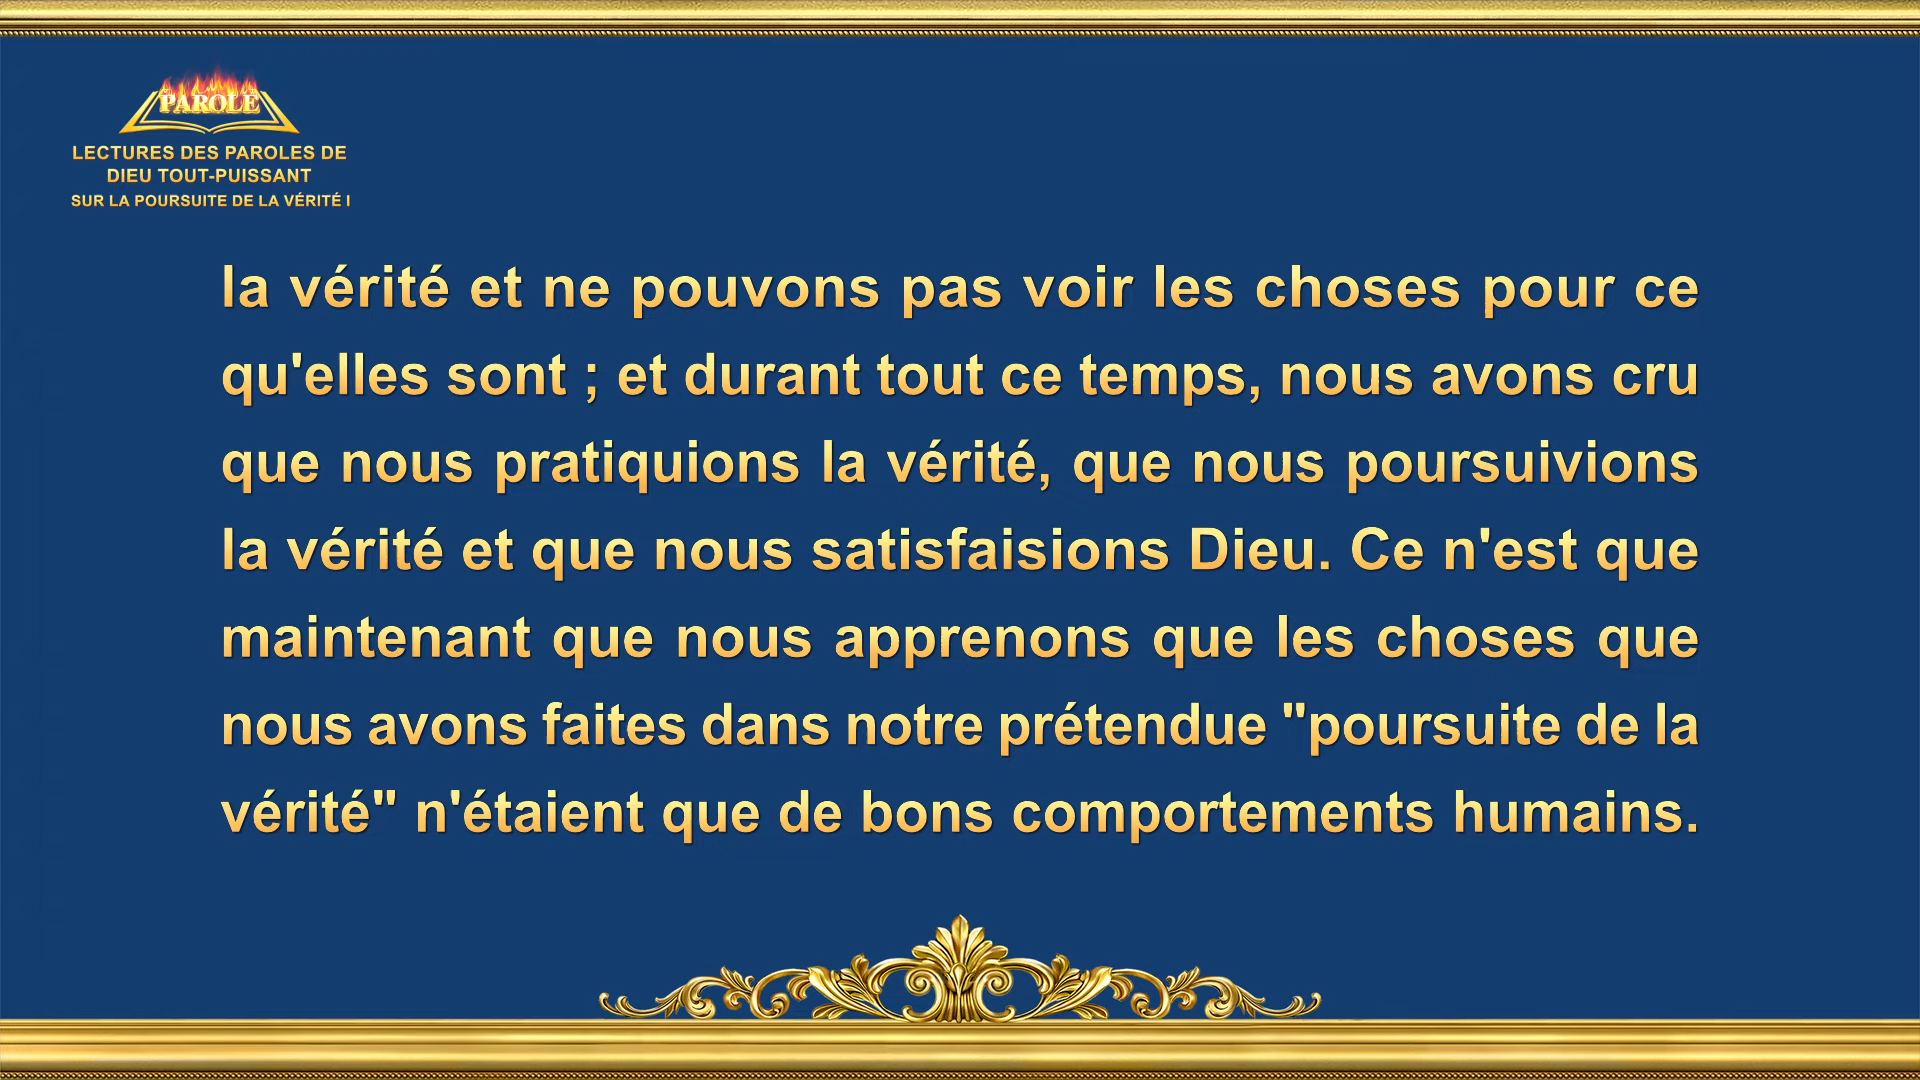 PAROLE
LECTURES DES PAROLES DE
DIEU TOUT-PUISSANT
SUR LA POURSUITE DE LA VÉRITÉ I
la vérité et ne pouvons pas voir les choses pour ce
qu'elles sont ; et durant tout ce temps, nous avons cru
que nous pratiquions la vérité, que nous poursuivions
la vérité et que nous satisfaisions Dieu. Ce n'est que
maintenant que nous apprenons que les choses que
nous avons faites dans notre prétendue "poursuite de la
vérité" n'étaient que de bons comportements humains.